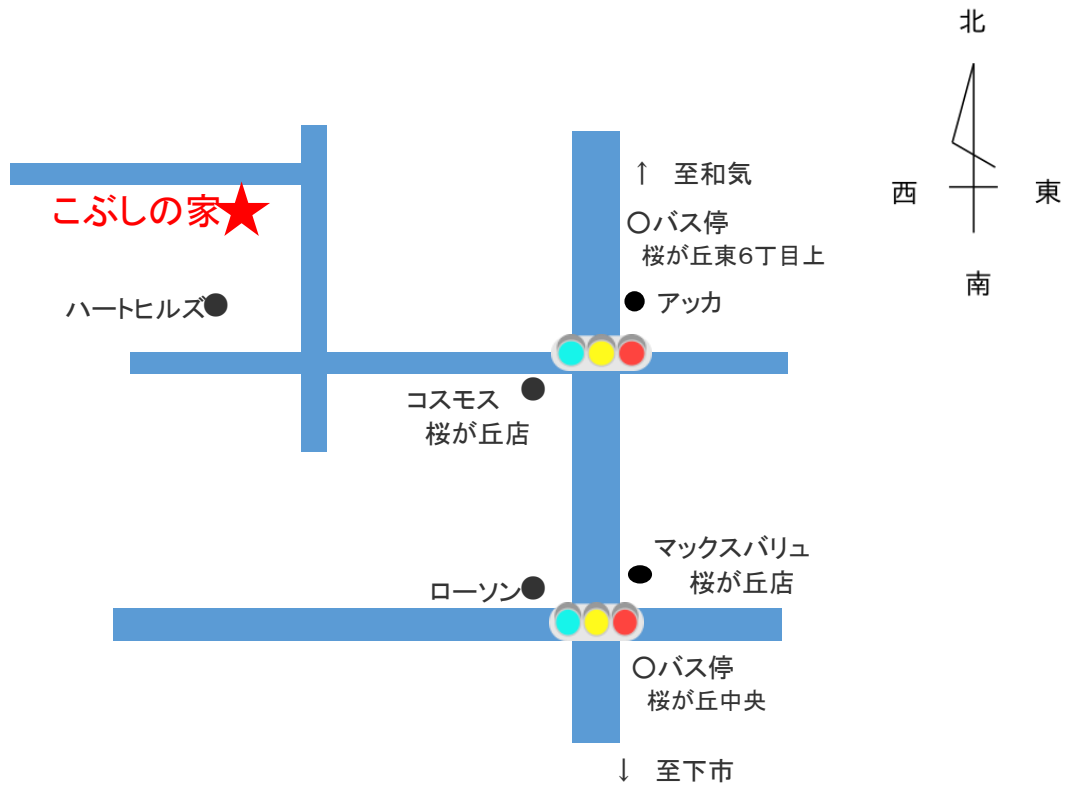 北
↑ 至和気
西
東
こぶしの家
○バス停
桜が丘東6丁目上
南
ハートヒルズ
アッカ
コスモス
桜が丘店
マックスバリュ
桜が丘店
ローソン
○バス停
桜が丘中央
↓ 至下市